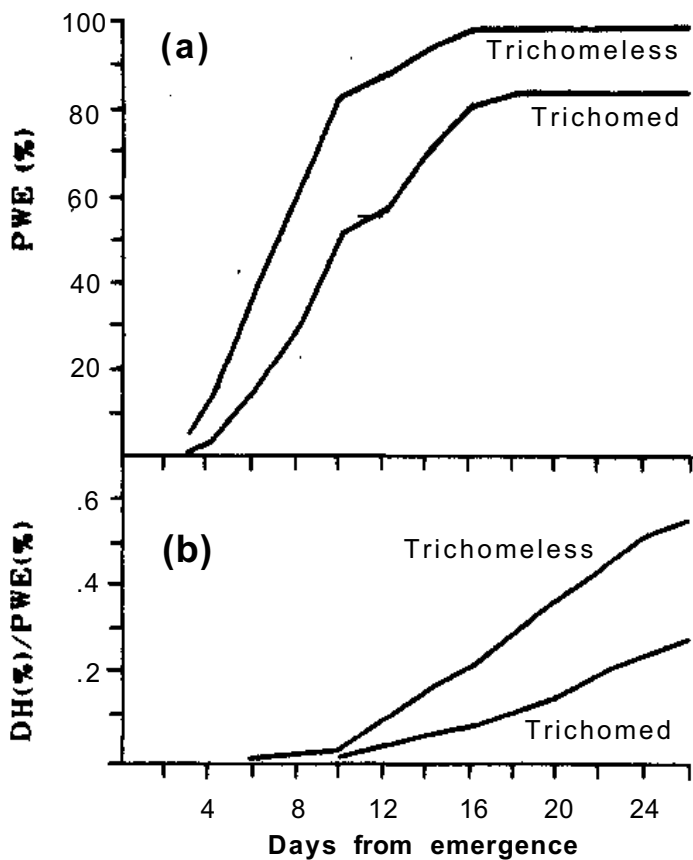 100
(a)
Trichomeless
80
Trichomed
PWE (%)
60
40
20
.6
(b)
Trichomeless
.4
DH(%)/PWE(%)
.2
Trichomed
4 8 12 16 20 24
Days from emergence